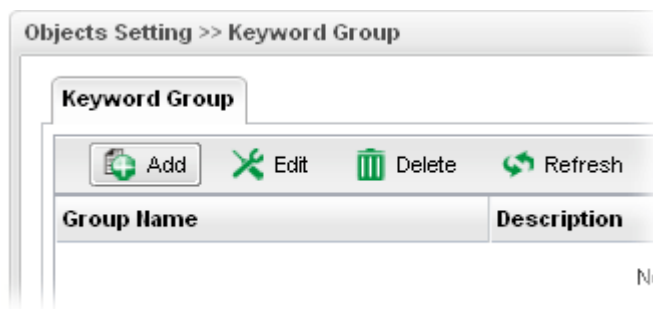 Objects Setting >> Keyword Group
Keyword Group
Add Edit Delete Refresh
Group Name Description